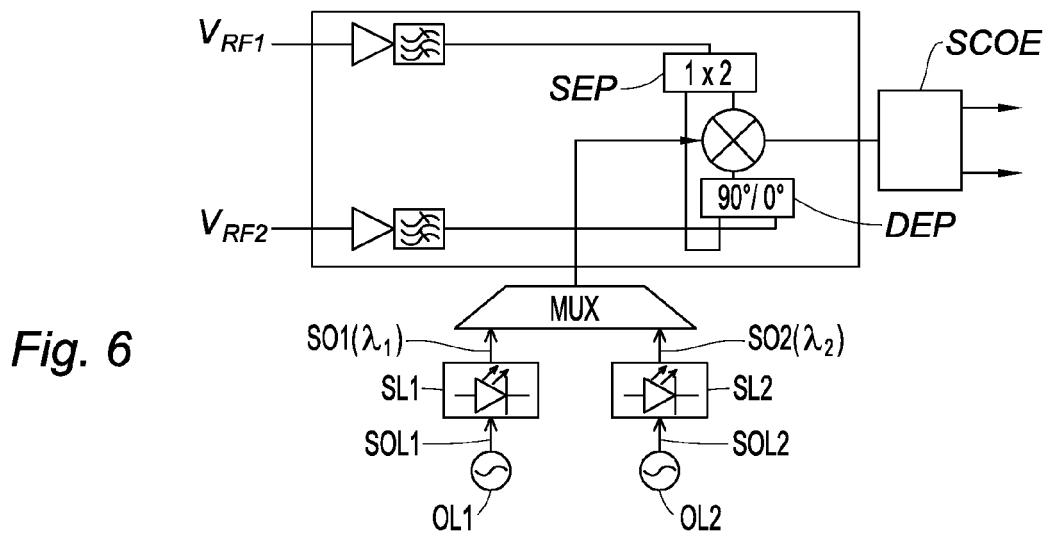 V_RF1
SEP
1 x 2
SCOE
V_RF2
90°/ 0°
DEP
MUX
Fig. 6
SO1(λ₁)
SO2(λ₂)
SL1
SL2
SOL1
SOL2
OL1
OL2